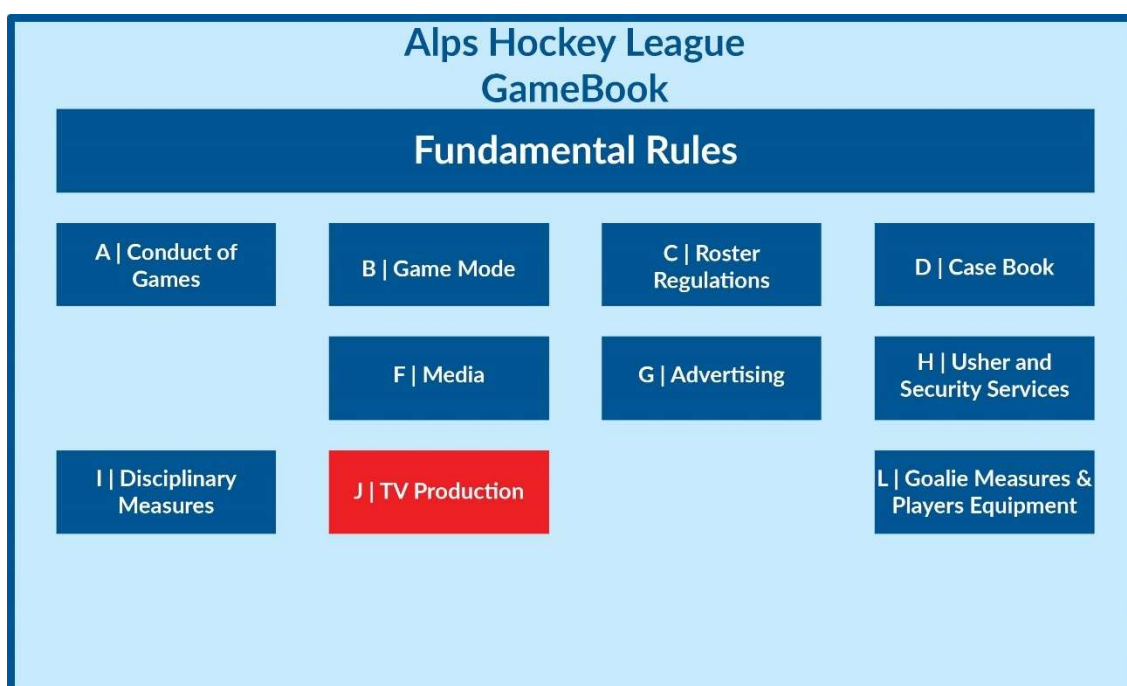 Alps Hockey League
GameBook
Fundamental Rules
A | Conduct of
Games
B | Game Mode
C | Roster
Regulations
D | Case Book
F | Media
G | Advertising
H | Usher and
Security Services
I | Disciplinary
Measures
J | TV Production
L | Goalie Measures &
Players Equipment